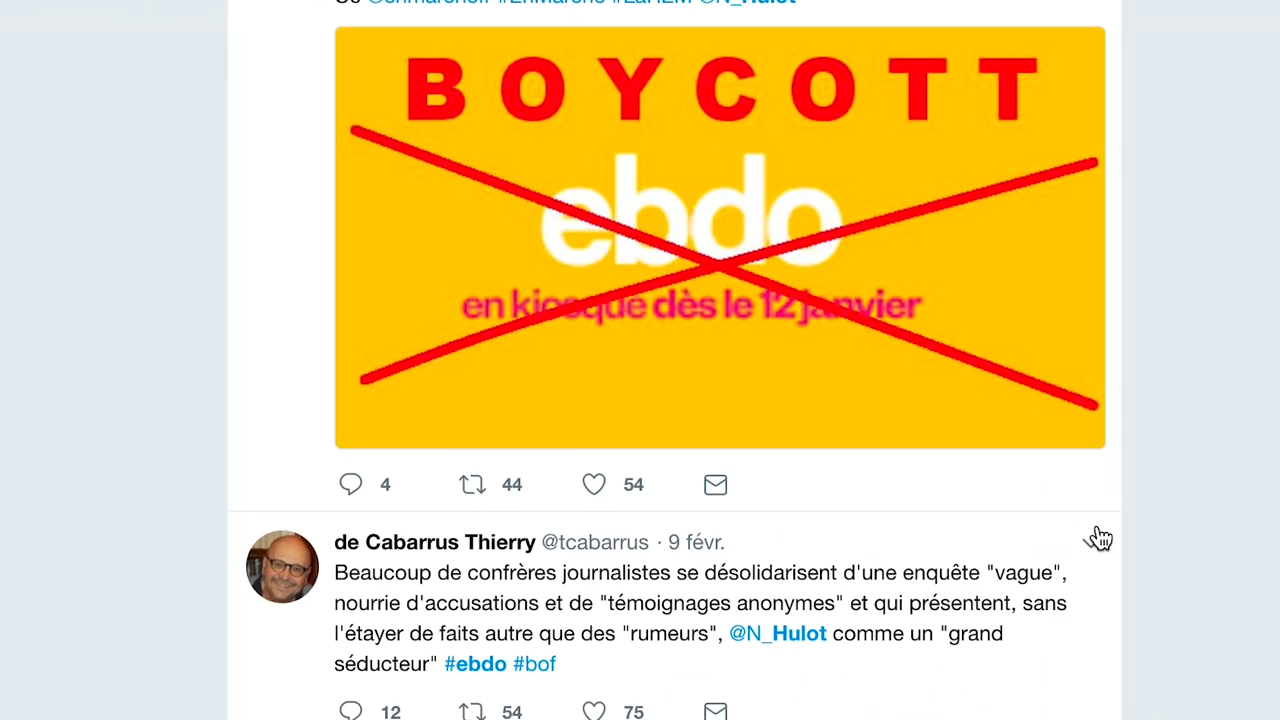 BOYCOTT
ebdo
en kiosque dès le 12 janvier
4 44 54
de Cabarrus Thierry @tcabarrus · 9 févr.
Beaucoup de confrères journalistes se désolidarisent d'une enquête "vague",
nourrie d'accusations et de "témoignages anonymes" et qui présentent, sans
l'étayer de faits autre que des "rumeurs", @N_Hulot comme un "grand
séducteur" #ebdo #bof
12 54 75